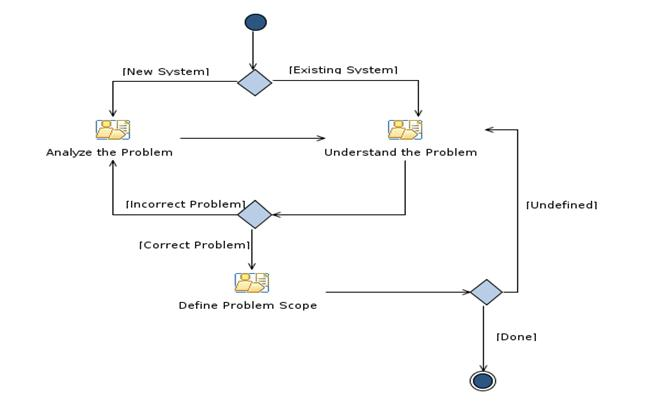 [New System]
[Existing System]
Analyze the Problem
Understand the Problem
[Incorrect Problem]
[Undefined]
[Correct Problem]
Define Problem Scope
[Done]